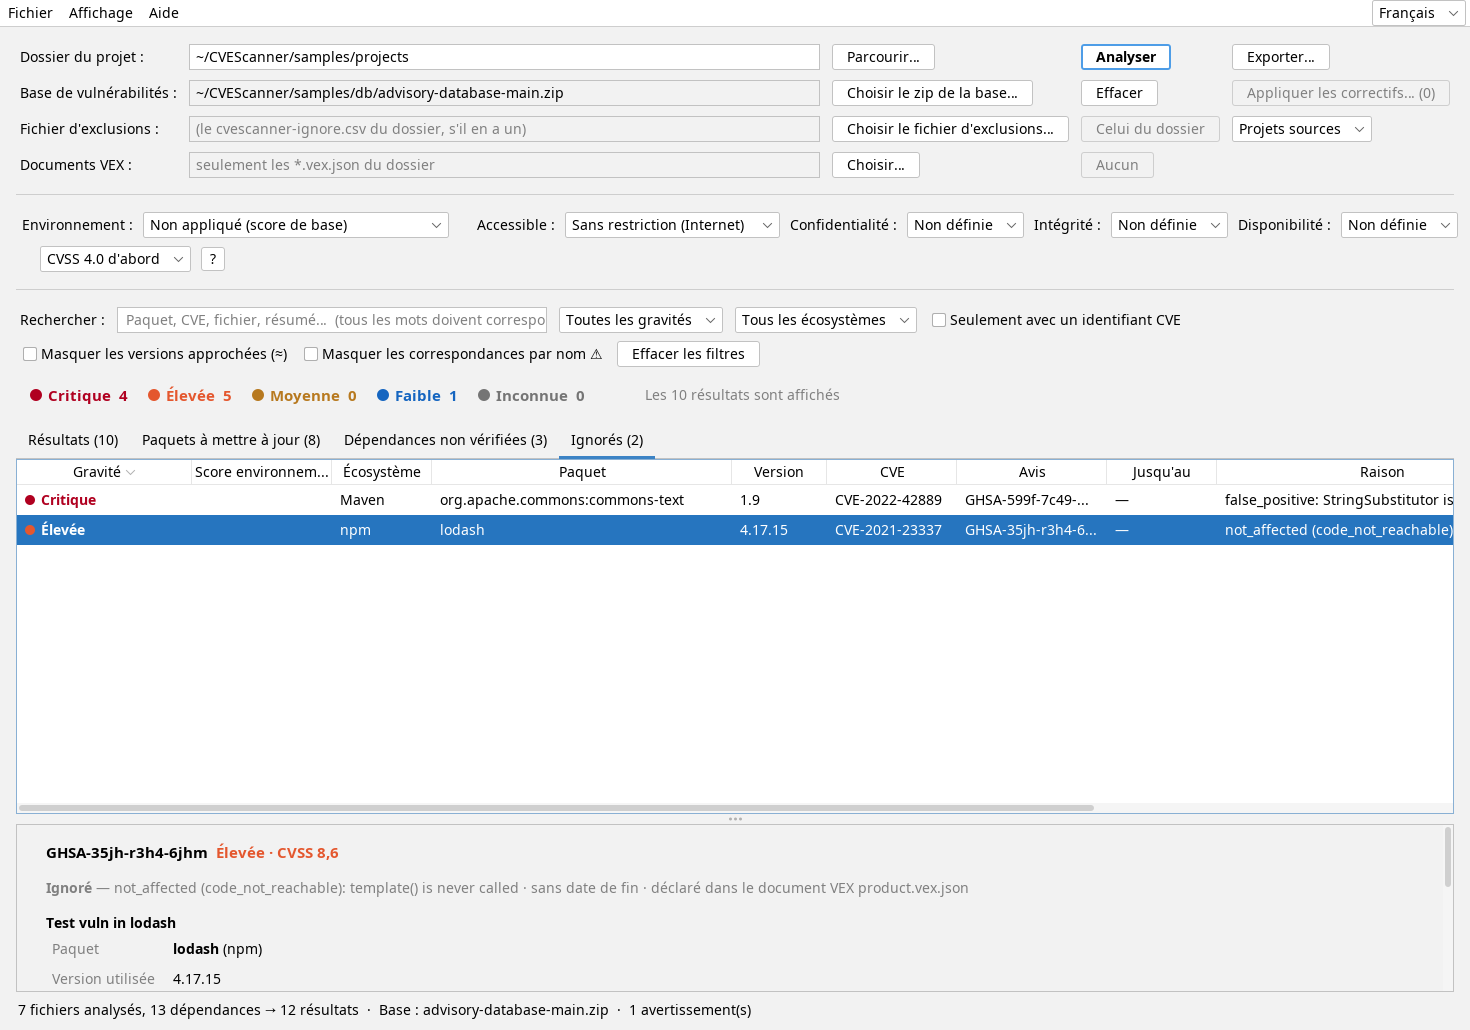 Fichier Affichage Aide Français
Dossier du projet : ~/CVEScanner/samples/projects Parcourir... Analyser Exporter...
Base de vulnérabilités : ~/CVEScanner/samples/db/advisory-database-main.zip Choisir le zip de la base... Effacer Appliquer les correctifs... (0)
Fichier d'exclusions : (le cvescanner-ignore.csv du dossier, s'il en a un) Choisir le fichier d'exclusions... Celui du dossier Projets sources
Documents VEX : seulement les *.vex.json du dossier Choisir... Aucun
Environnement : Non appliqué (score de base) Accessible : Sans restriction (Internet) Confidentialité : Non définie Intégrité : Non définie Disponibilité : Non définie
CVSS 4.0 d'abord ?
Rechercher : Paquet, CVE, fichier, résumé... (tous les mots doivent correspo Toutes les gravités Tous les écosystèmes Seulement avec un identifiant CVE
Masquer les versions approchées (≈) Masquer les correspondances par nom ⚠ Effacer les filtres
Critique 4 Élevée 5 Moyenne 0 Faible 1 Inconnue 0 Les 10 résultats sont affichés
Résultats (10) Paquets à mettre à jour (8) Dépendances non vérifiées (3) Ignorés (2)
Gravité Score environnem... Écosystème Paquet Version CVE Avis Jusqu'au Raison
Critique Maven org.apache.commons:commons-text 1.9 CVE-2022-42889 GHSA-599f-7c49-... — false_positive: StringSubstitutor is
Élevée npm lodash 4.17.15 CVE-2021-23337 GHSA-35jh-r3h4-6... — not_affected (code_not_reachable)
GHSA-35jh-r3h4-6jhm Élevée · CVSS 8,6
Ignoré — not_affected (code_not_reachable): template() is never called · sans date de fin · déclaré dans le document VEX product.vex.json
Test vuln in lodash
Paquet lodash (npm)
Version utilisée 4.17.15
7 fichiers analysés, 13 dépendances → 12 résultats · Base : advisory-database-main.zip · 1 avertissement(s)